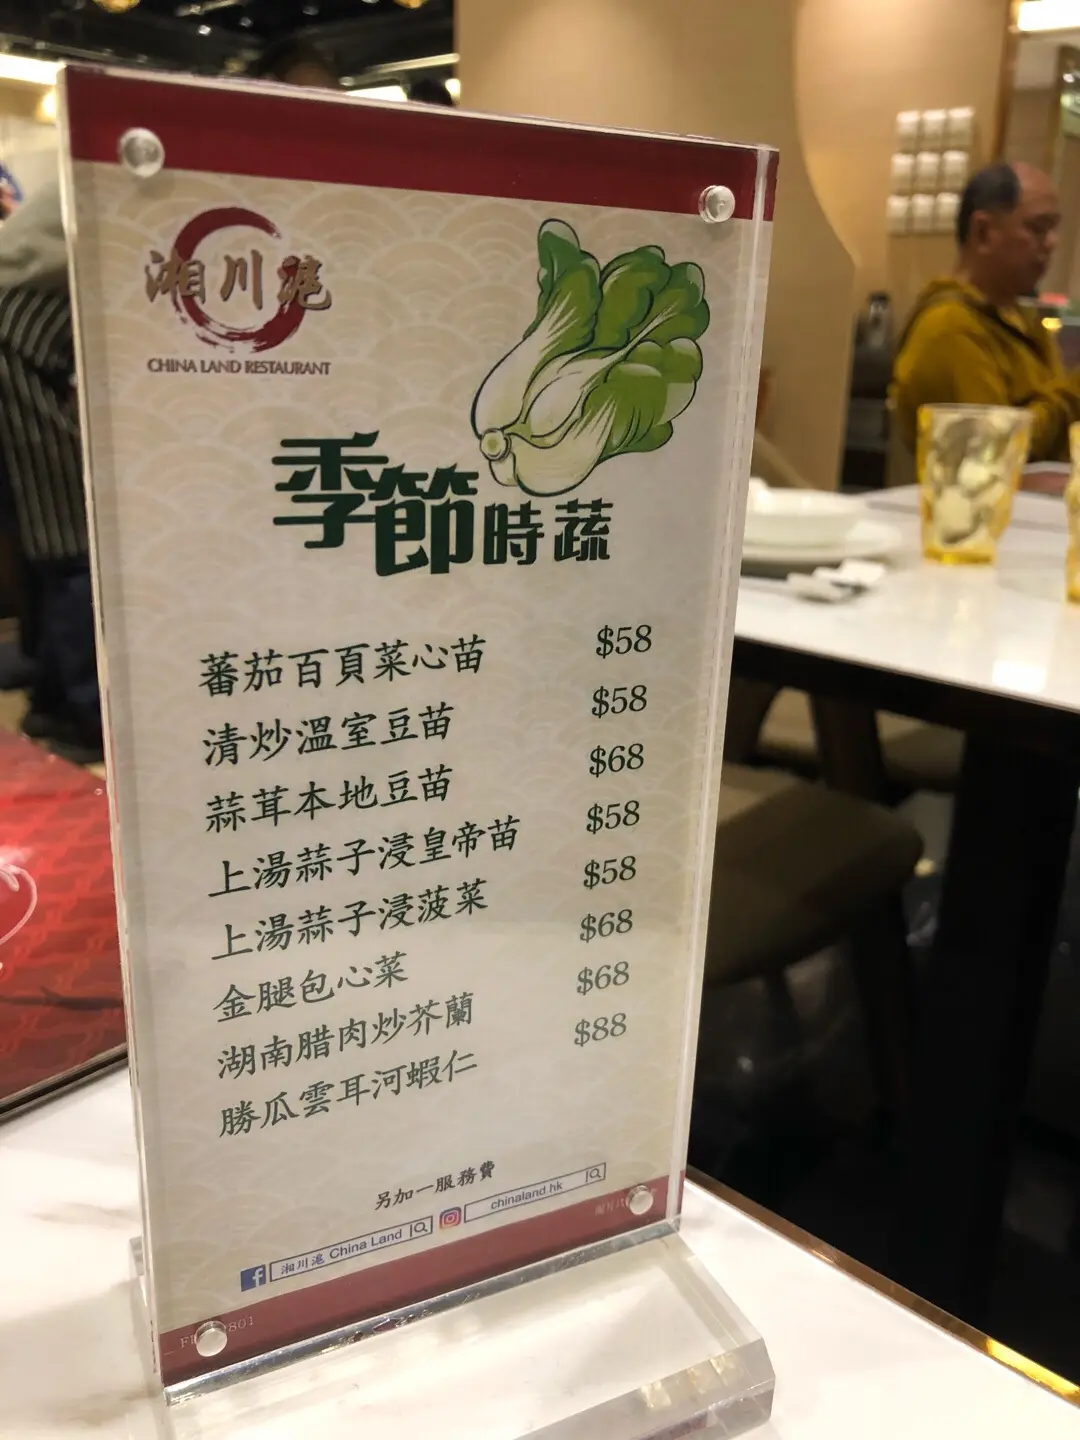 湘川滬
CHINA LAND RESTAURANT
季節時蔬
蕃茄百頁菜心苗 $58
清炒溫室豆苗 $58
蒜茸本地豆苗 $68
上湯蒜子浸皇帝苗 $58
上湯蒜子浸菠菜 $58
金腿包心菜 $68
湖南腊肉炒芥蘭 $68
勝瓜雲耳河蝦仁 $88
另加一服務費
湘川滬 China Land
chinaland.hk